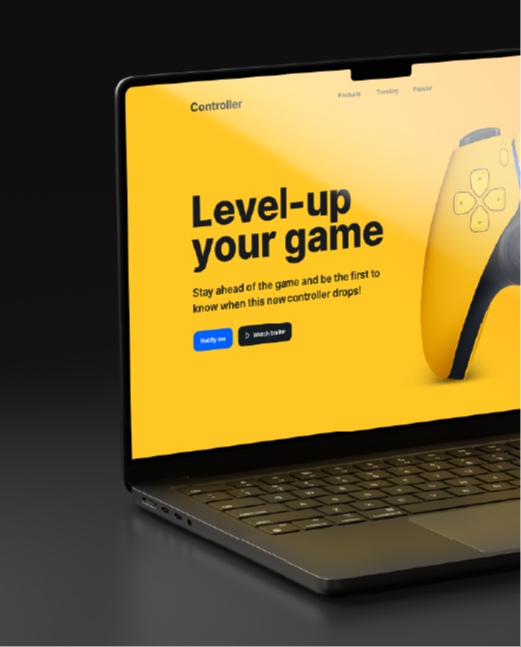 Controller
Products Trending Popular
Level-up
your game
Stay ahead of the game and be the first to
know when this new controller drops!
Notify me
Watch trailer